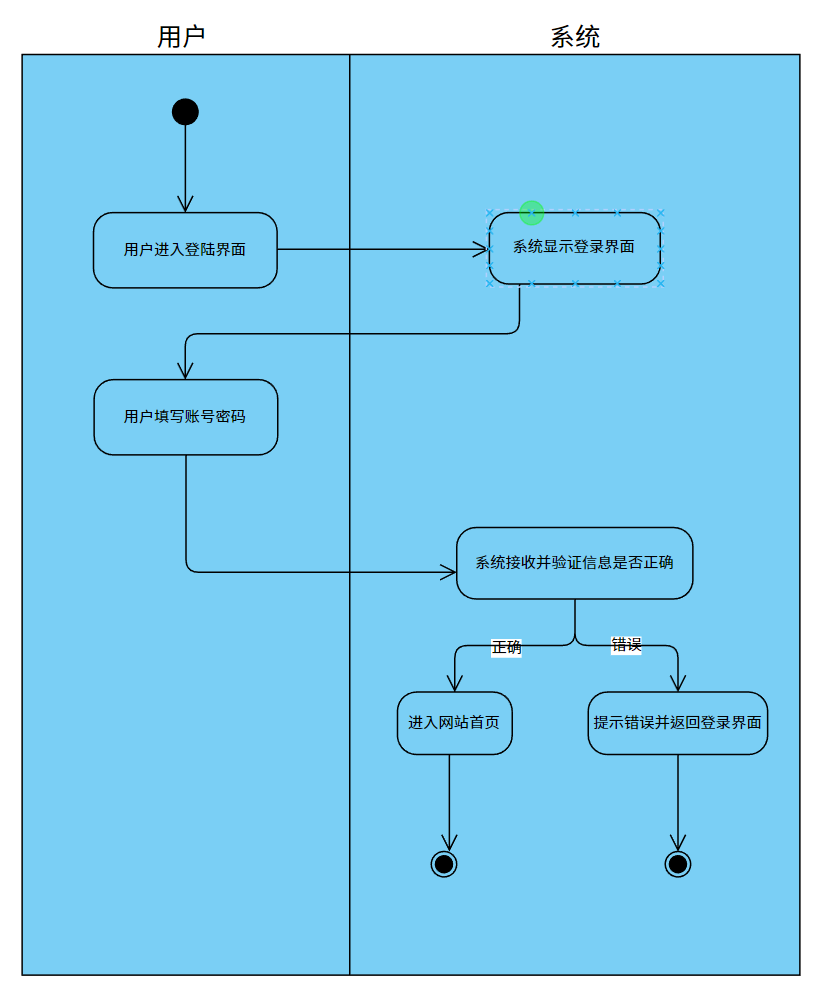 用户
系统
用户进入登陆界面
系统显示登录界面
用户填写账号密码
系统接收并验证信息是否正确
正确
错误
进入网站首页
提示错误并返回登录界面